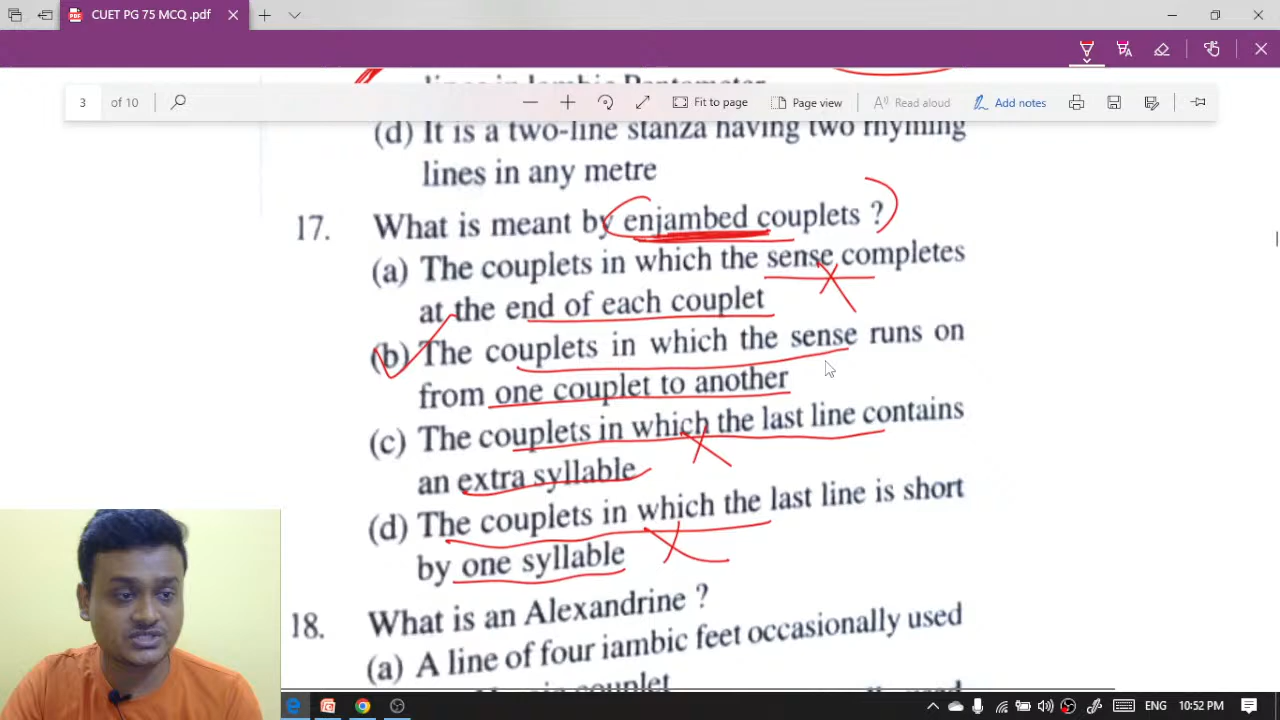 CUET PG 75 MCQ .pdf
3 of 10 Fit to page Page view Read aloud Add notes
(d) It is a two-line stanza having two rhyming
lines in any metre
17. What is meant by enjambed couplets ?
(a) The couplets in which the sense completes
at the end of each couplet
(b) The couplets in which the sense runs on
from one couplet to another
(c) The couplets in which the last line contains
an extra syllable
(d) The couplets in which the last line is short
by one syllable
18. What is an Alexandrine ?
(a) A line of four iambic feet occasionally used
couplet
ENG 10:52 PM